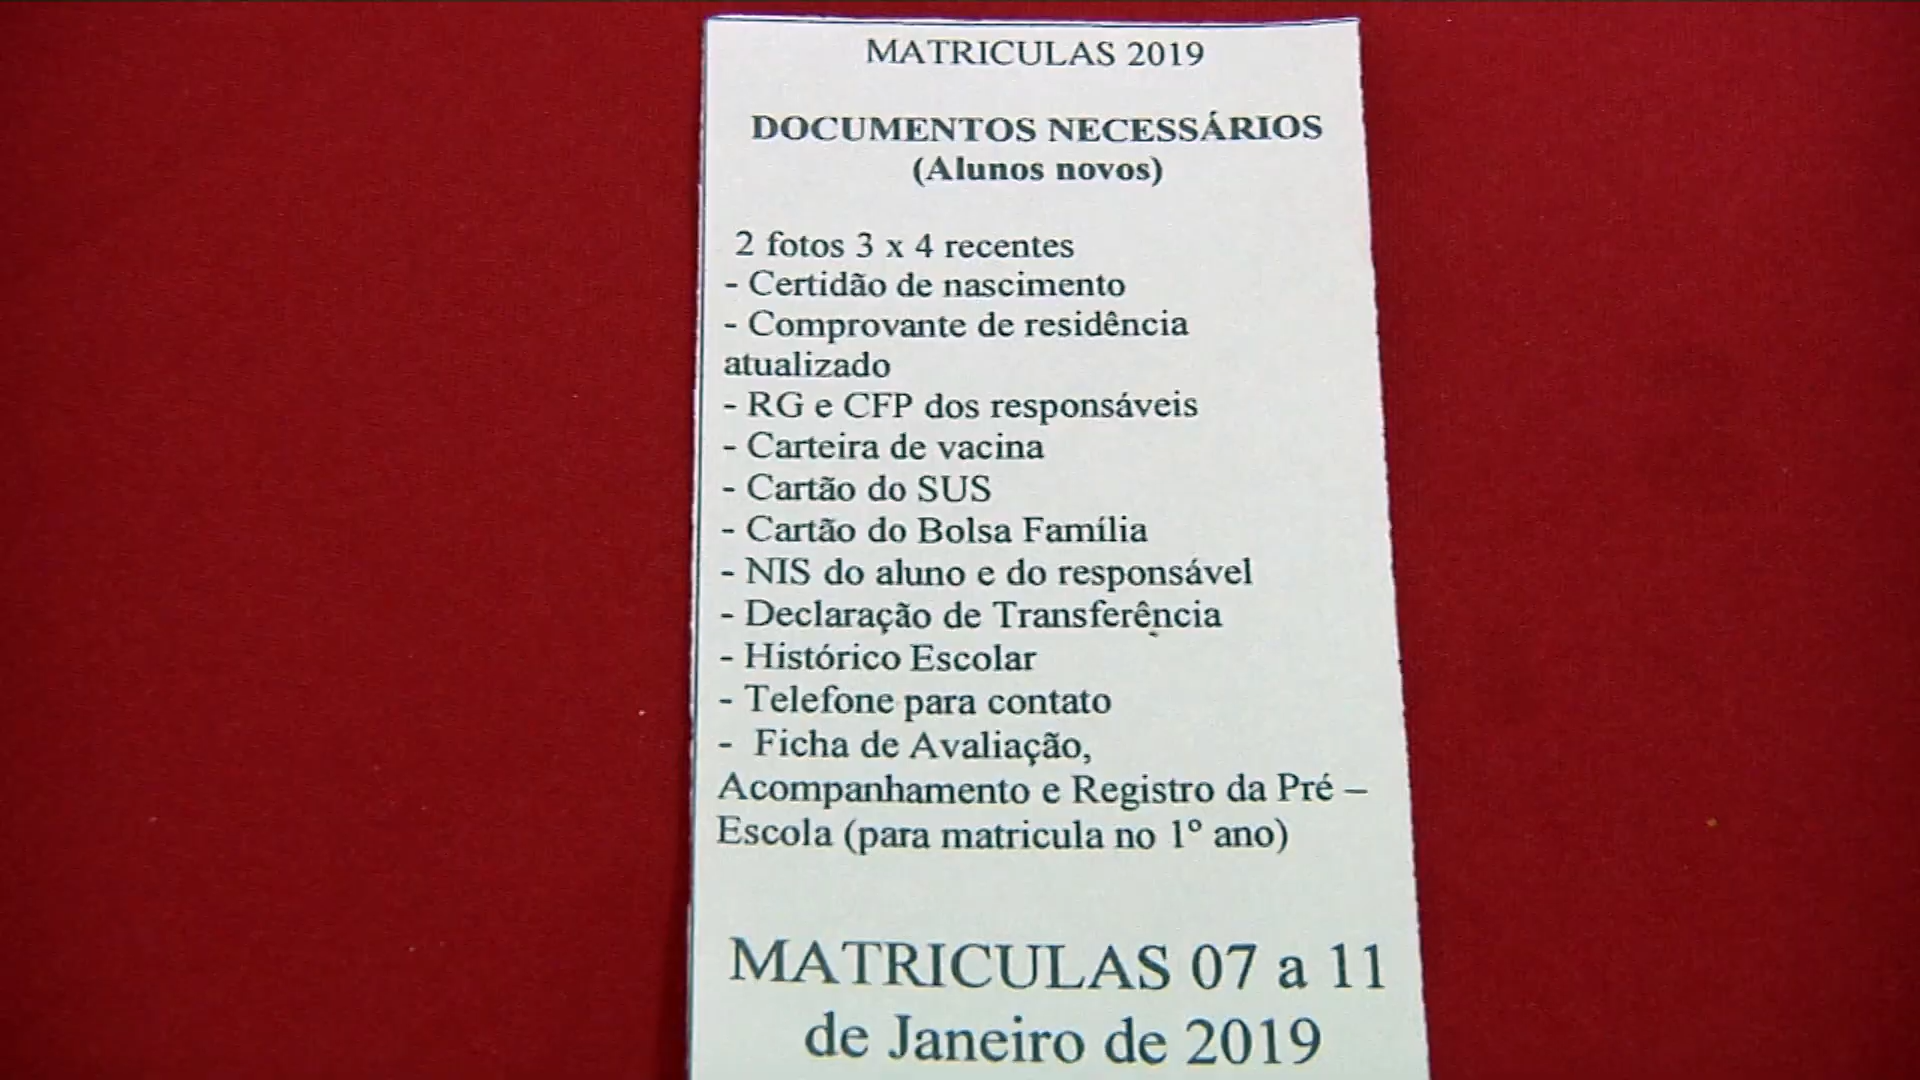 MATRICULAS 2019
DOCUMENTOS NECESSÁRIOS
(Alunos novos)
2 fotos 3 x 4 recentes
- Certidão de nascimento
- Comprovante de residência
atualizado
- RG e CFP dos responsáveis
- Carteira de vacina
- Cartão do SUS
- Cartão do Bolsa Família
- NIS do aluno e do responsável
- Declaração de Transferência
- Histórico Escolar
- Telefone para contato
- Ficha de Avaliação,
Acompanhamento e Registro da Pré –
Escola (para matricula no 1º ano)
MATRICULAS 07 a 11
de Janeiro de 2019